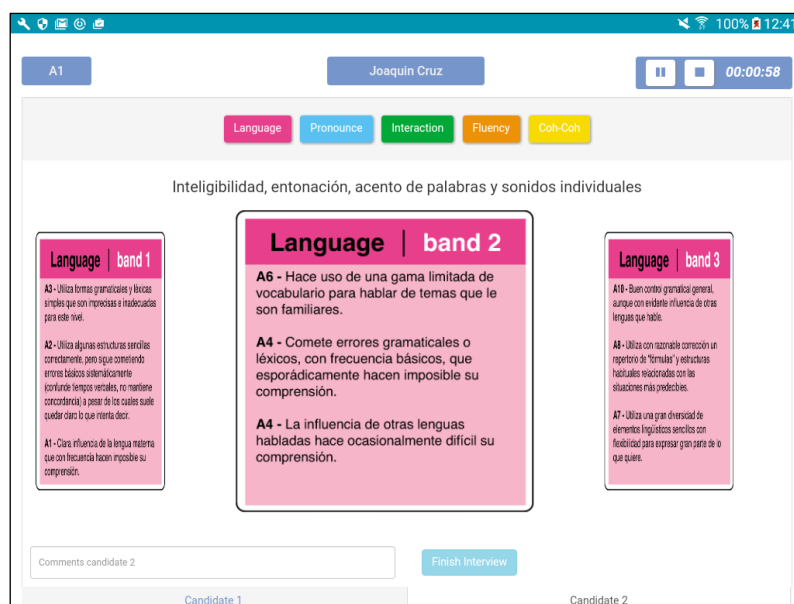 100% 12:41
A1
Joaquin Cruz
00:00:58
Language
Pronounce
Interaction
Fluency
Coh-Coh
Inteligibilidad, entonación, acento de palabras y sonidos individuales
Language | band 1
A3 - Utiliza formas gramaticales y léxicas
simples que son imprecisas e inadecuadas
para este nivel.
A2 - Utiliza algunas estructuras sencillas
correctamente, pero sigue cometiendo
errores básicos sistemáticamente
(confunde tiempos verbales, no mantiene
concordancia) a pesar de los cuales suele
quedar claro lo que intenta decir.
A1 - Clara influencia de la lengua materna
que con frecuencia hacen imposible su
comprensión.
Language | band 2
A6 - Hace uso de una gama limitada de
vocabulario para hablar de temas que le
son familiares.
A4 - Comete errores gramaticales o
léxicos, con frecuencia básicos, que
esporádicamente hacen imposible su
comprensión.
A4 - La influencia de otras lenguas
habladas hace ocasionalmente difícil su
comprensión.
Language | band 3
A10 - Buen control gramatical general,
aunque con evidente influencia de otras
lenguas que hable.
A8 - Utiliza con razonable corrección un
repertorio de "fórmulas" y estructuras
habituales relacionadas con las
situaciones más predecibles.
A7 - Utiliza una gran diversidad de
elementos lingüísticos sencillos con
flexibilidad para expresar gran parte de lo
que quiere.
Comments candidate 2
Finish Interview
Candidate 1
Candidate 2